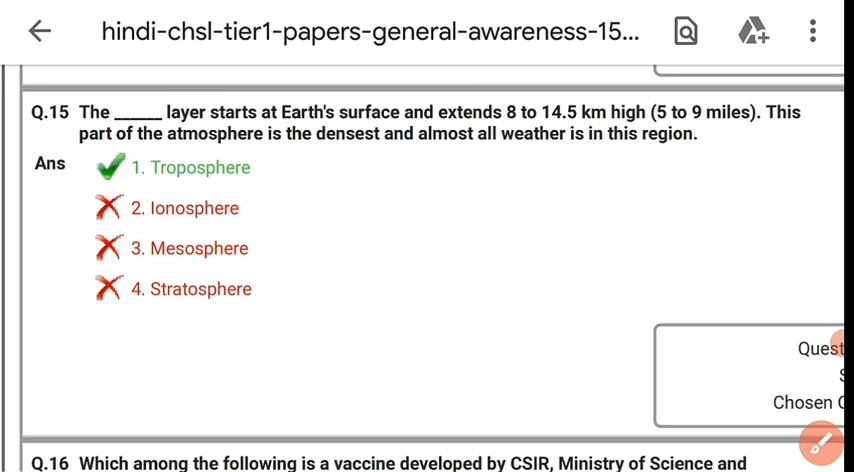 hindi-chsl-tier1-papers-general-awareness-15...
Q.15 The ______ layer starts at Earth's surface and extends 8 to 14.5 km high (5 to 9 miles). This
part of the atmosphere is the densest and almost all weather is in this region.
Ans 1. Troposphere
2. Ionosphere
3. Mesosphere
4. Stratosphere
Quest
S
Chosen
Q.16 Which among the following is a vaccine developed by CSIR, Ministry of Science and